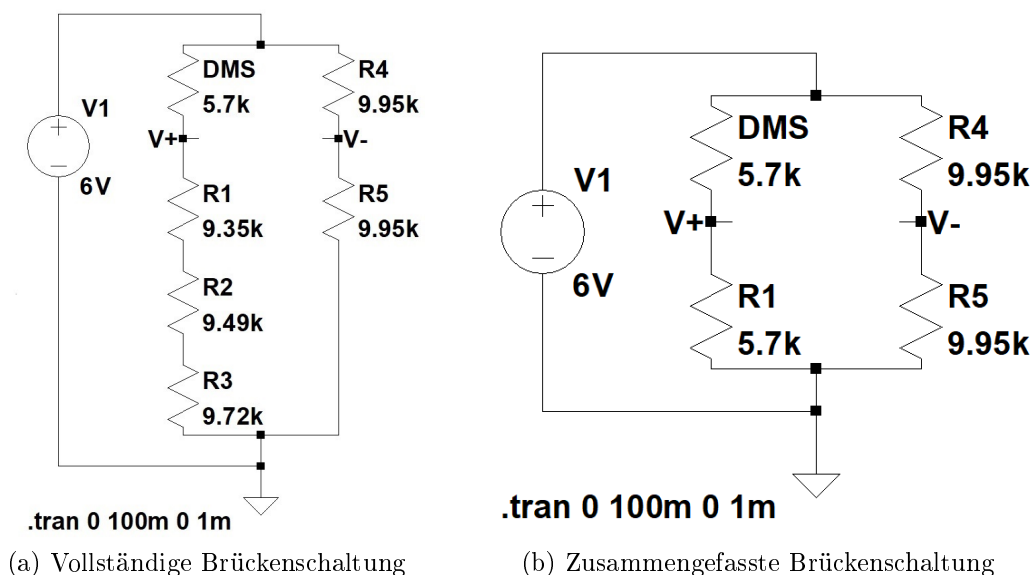 V1
6V
DMS
5.7k
V+
R1
9.35k
R2
9.49k
R3
9.72k
R4
9.95k
V-
R5
9.95k
.tran 0 100m 0 1m
(a) Vollständige Brückenschaltung
V1
6V
DMS
5.7k
V+
R1
5.7k
R4
9.95k
V-
R5
9.95k
.tran 0 100m 0 1m
(b) Zusammengefasste Brückenschaltung